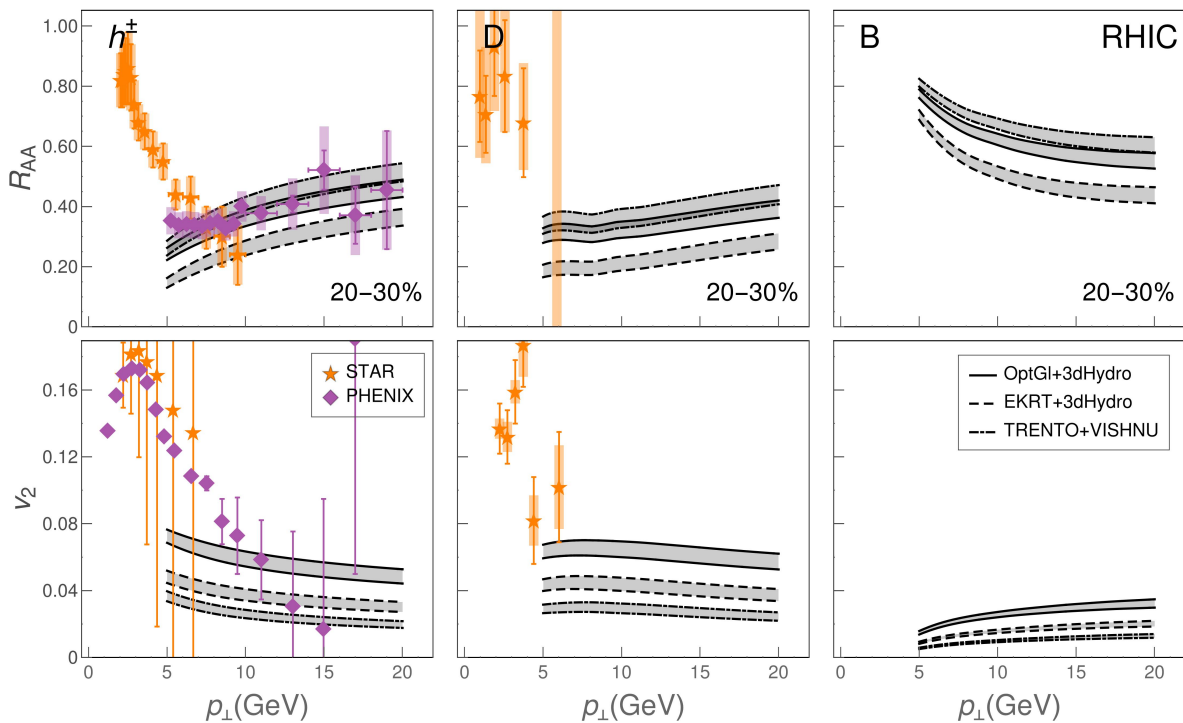 h± D B RHIC
1.00
0.80
0.60
0.40
0.20
0
R_AA
20−30% 20−30% 20−30%
0.16
0.12
0.08
0.04
0
v_2
STAR
PHENIX
OptGl+3dHydro
EKRT+3dHydro
TRENTO+VISHNU
0 5 10 15 20 0 5 10 15 20 0 5 10 15 20
p⊥(GeV) p⊥(GeV) p⊥(GeV)